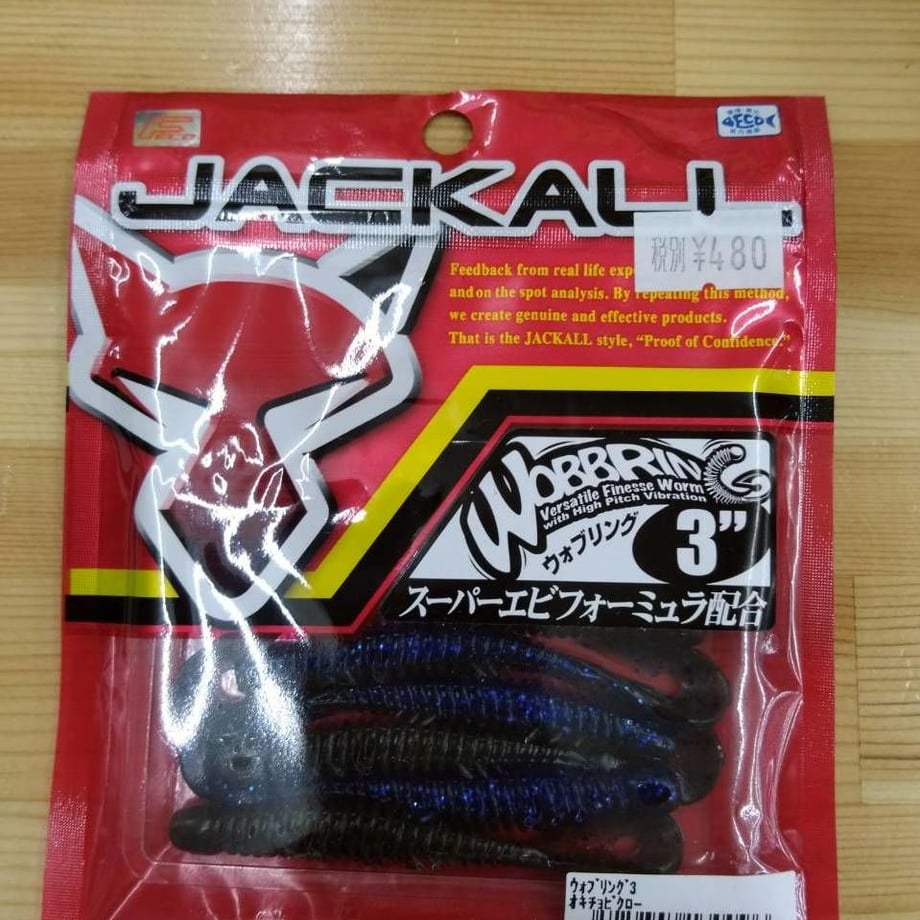 FECO
ECO
JACKALL
税別 ¥480
Feedback from real life
and on the spot analysis. By repeating this method,
we create genuine and effective products.
That is the JACKALL style, “Proof of Confidence.”
WOBBRING
Versatile Finesse Worm
with High Pitch Vibration
ウォブリング
3”
スーパーエビフォーミュラ配合
ウォブリング3
オキチョビクロー